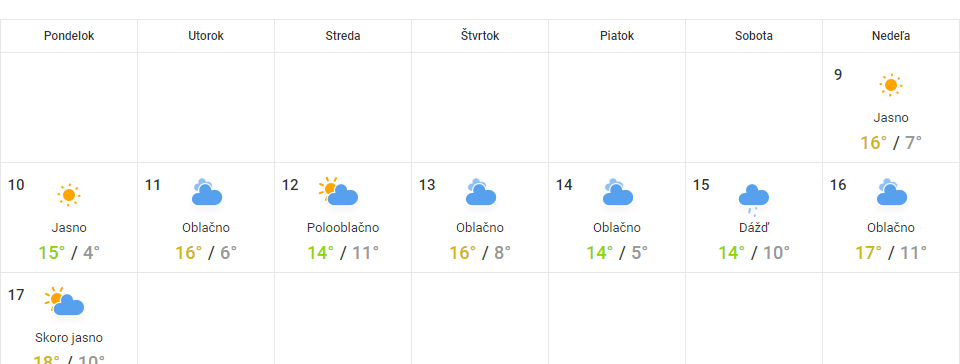 Pondelok Utorok Streda Štvrtok Piatok Sobota Nedeľa
9
Jasno
16° / 7°
10 11 12 13 14 15 16
Jasno Oblačno Polooblačno Oblačno Oblačno Dážď Oblačno
15° / 4° 16° / 6° 14° / 11° 16° / 8° 14° / 5° 14° / 10° 17° / 11°
17
Skoro jasno
18° / 10°